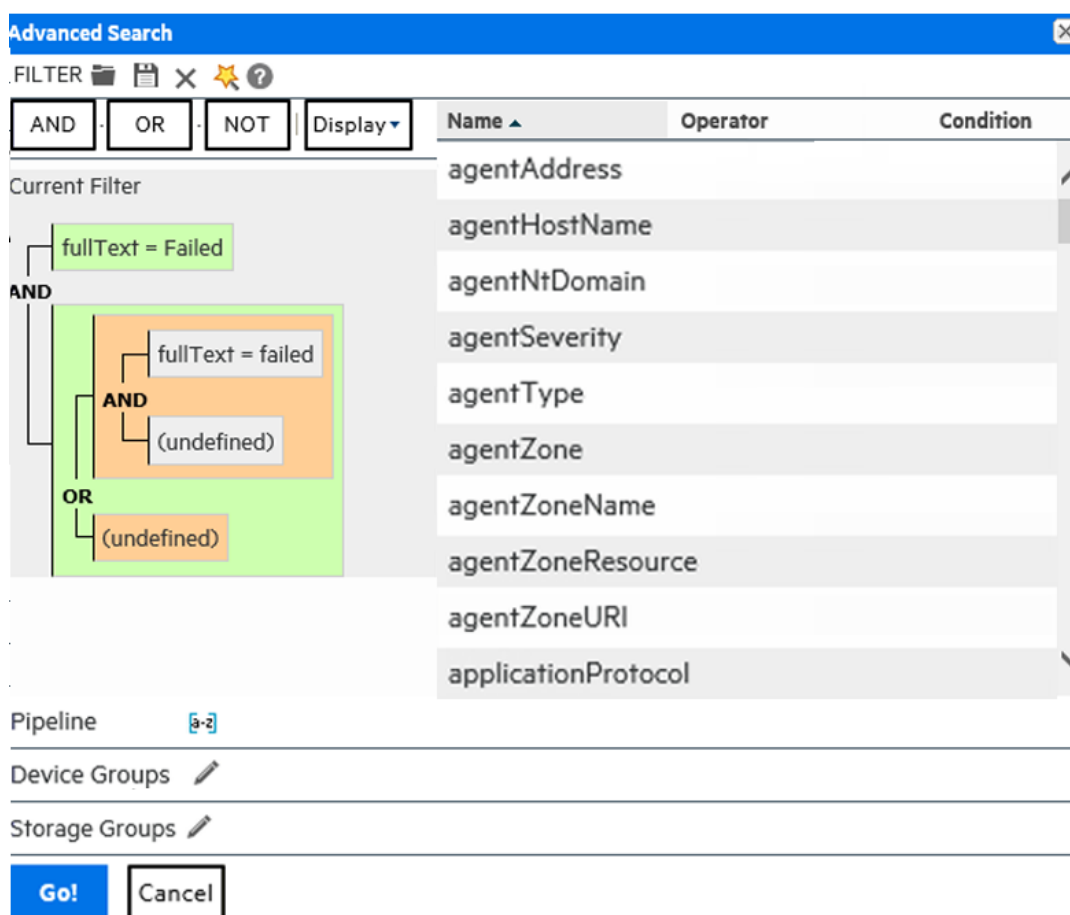 Advanced Search
FILTER
AND OR NOT Display
Name Operator Condition
Current Filter
fullText = Failed
AND
fullText = failed
AND
(undefined)
OR
(undefined)
agentAddress
agentHostName
agentNtDomain
agentSeverity
agentType
agentZone
agentZoneName
agentZoneResource
agentZoneURI
applicationProtocol
Pipeline [a-z]
Device Groups
Storage Groups
Go! Cancel